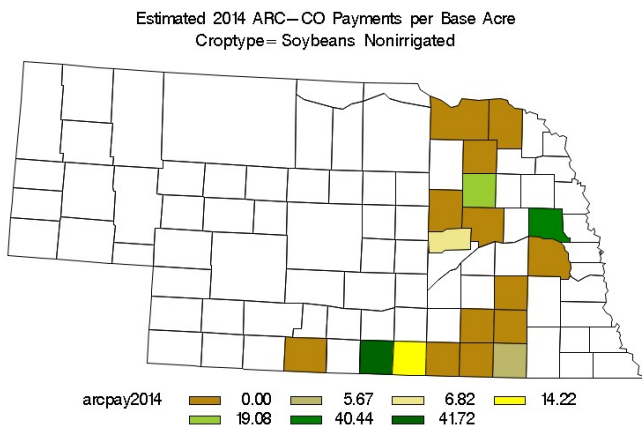 Estimated 2014 ARC-CO Payments per Base Acre
Croptype= Soybeans Nonirrigated
arcpay2014 0.00 5.67 6.82 14.22
19.08 40.44 41.72